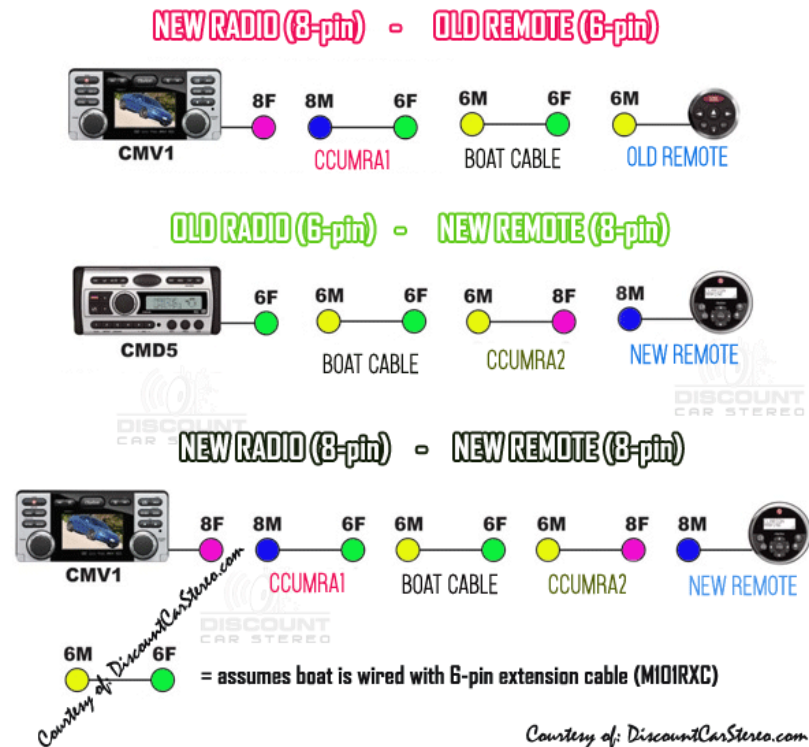 NEW RADIO (8-pin) - OLD REMOTE (6-pin)
8F 8M 6F 6M 6F 6M
CMV1 CCUMRA1 BOAT CABLE OLD REMOTE
OLD RADIO (6-pin) - NEW REMOTE (8-pin)
6F 6M 6F 6M 8F 8M
CMD5 BOAT CABLE CCUMRA2 NEW REMOTE
DISCOUNT
CAR STEREO
DISCOUNT
CAR STEREO
NEW RADIO (8-pin) - NEW REMOTE (8-pin)
8F 8M 6F 6M 6F 6M 8F 8M
CMV1 CCUMRA1 BOAT CABLE CCUMRA2 NEW REMOTE
DISCOUNT
CAR STEREO
Courtesy of: DiscountCarStereo.com
6M 6F = assumes boat is wired with 6-pin extension cable (M101RXC)
Courtesy of: DiscountCarStereo.com